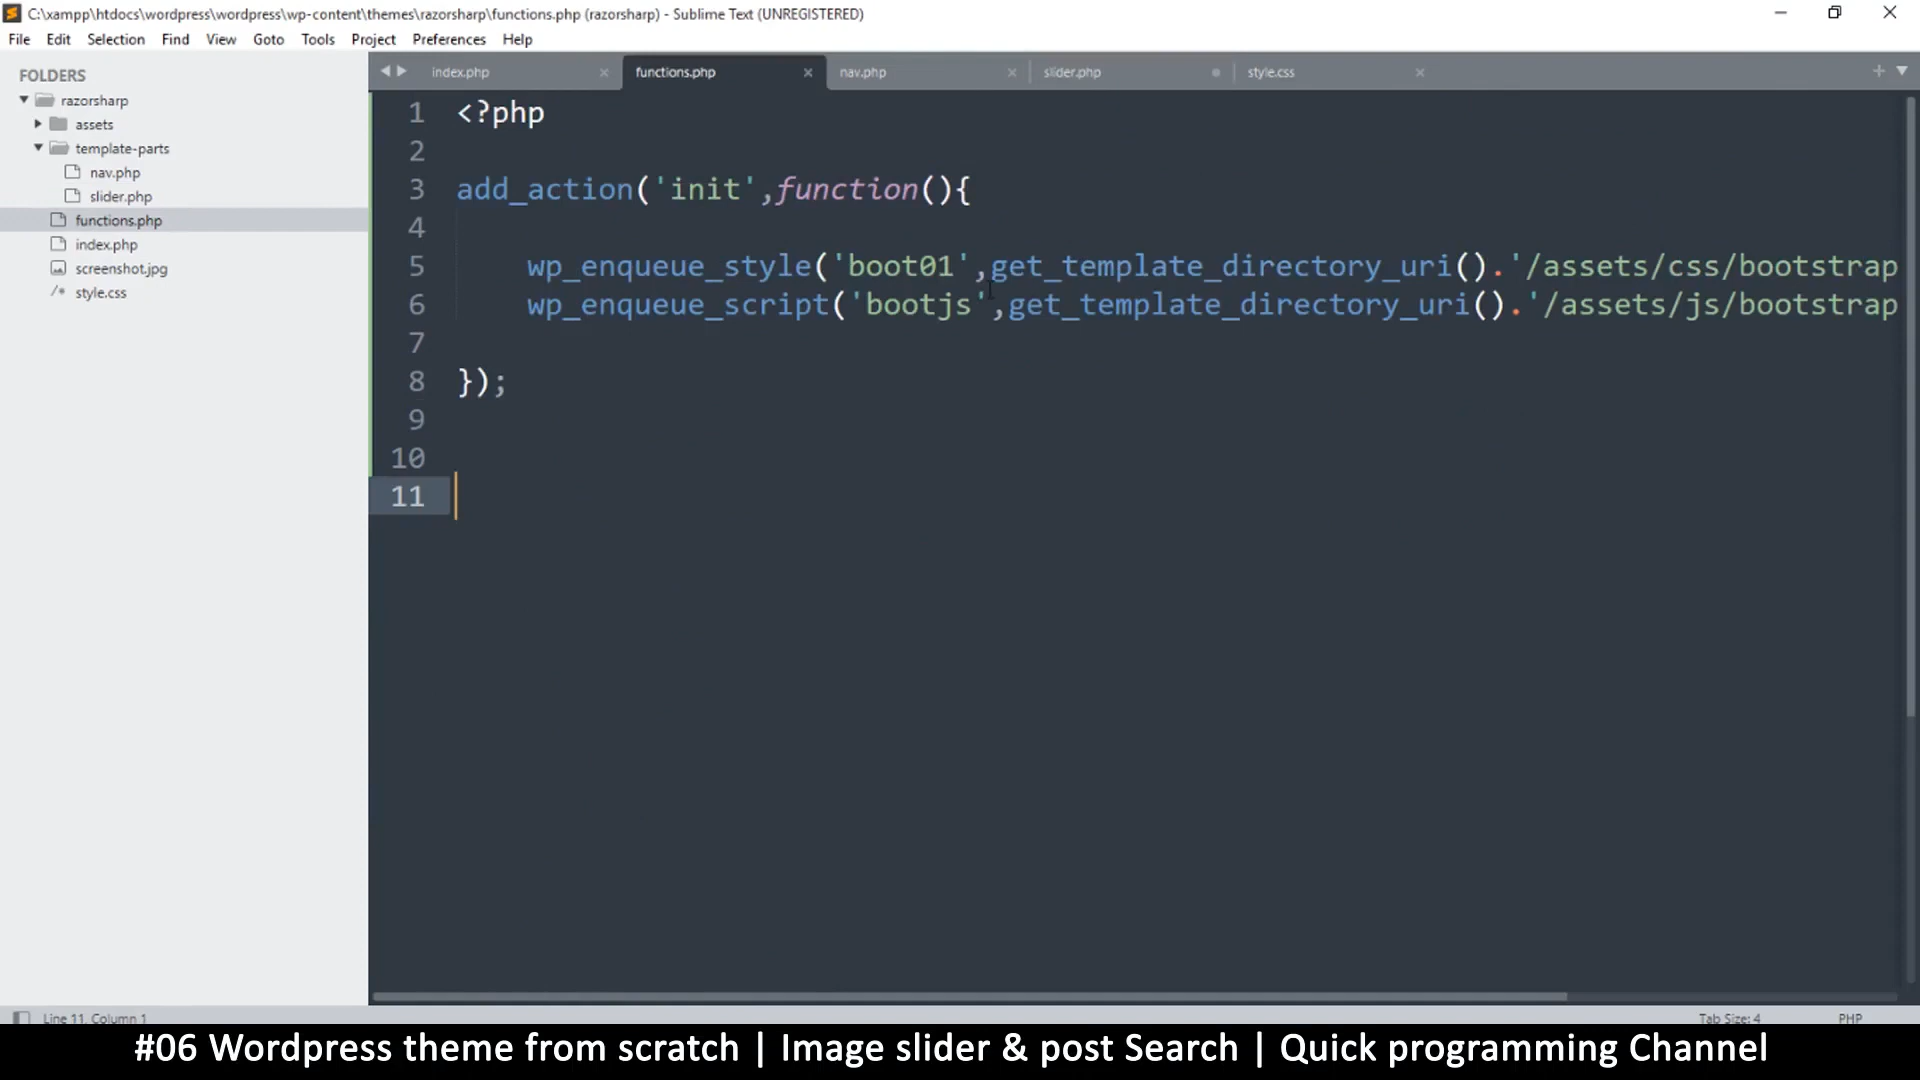 C:\xampp\htdocs\wordpress\wordpress\wp-content\themes\razorsharp\functions.php (razorsharp) - Sublime Text (UNREGISTERED)
File Edit Selection Find View Goto Tools Project Preferences Help
FOLDERS
razorsharp
assets
template-parts
nav.php
slider.php
functions.php
index.php
screenshot.jpg
/* style.css
index.php functions.php nav.php slider.php style.css
1 <?php
2
3 add_action('init',function(){
4
5 wp_enqueue_style('boot01',get_template_directory_uri().'/assets/css/bootstrap
6 wp_enqueue_script('bootjs',get_template_directory_uri().'/assets/js/bootstrap
7
8 });
9
10
11
Line 11, Column 1 Tab Size: 4 PHP
#06 Wordpress theme from scratch | Image slider & post Search | Quick programming Channel